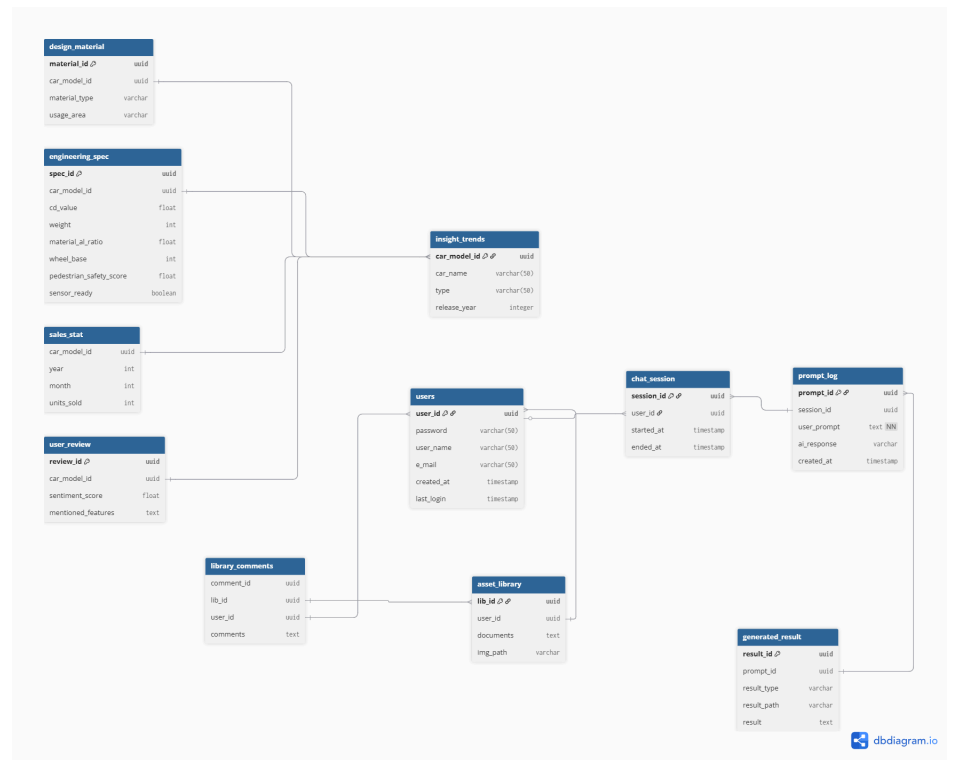 design_material
material_id uuid
car_model_id uuid
material_type varchar
usage_area varchar
engineering_spec
spec_id uuid
car_model_id uuid
cd_value float
weight int
material_al_ratio float
wheel_base int
pedestrian_safety_score float
sensor_ready boolean
sales_stat
car_model_id uuid
year int
month int
units_sold int
user_review
review_id uuid
car_model_id uuid
sentiment_score float
mentioned_features text
insight_trends
car_model_id uuid
car_name varchar(50)
type varchar(50)
release_year integer
users
user_id uuid
password varchar(50)
user_name varchar(50)
e_mail varchar(50)
created_at timestamp
last_login timestamp
chat_session
session_id uuid
user_id uuid
started_at timestamp
ended_at timestamp
prompt_log
prompt_id uuid
session_id uuid
user_prompt text NN
ai_response varchar
created_at timestamp
library_comments
comment_id uuid
lib_id uuid
user_id uuid
comments text
asset_library
lib_id uuid
user_id uuid
documents text
img_path varchar
generated_result
result_id uuid
prompt_id uuid
result_type varchar
result_path varchar
result text
dbdiagram.io